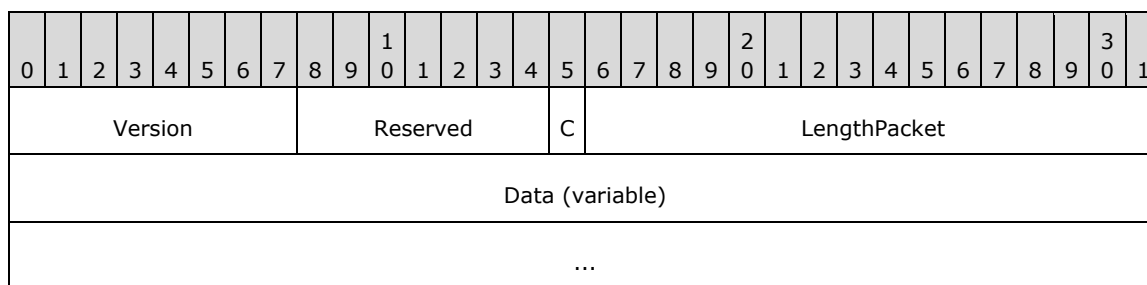 1 2 3
0 1 2 3 4 5 6 7 8 9 0 1 2 3 4 5 6 7 8 9 0 1 2 3 4 5 6 7 8 9 0 1
Version Reserved C LengthPacket
Data (variable)
...